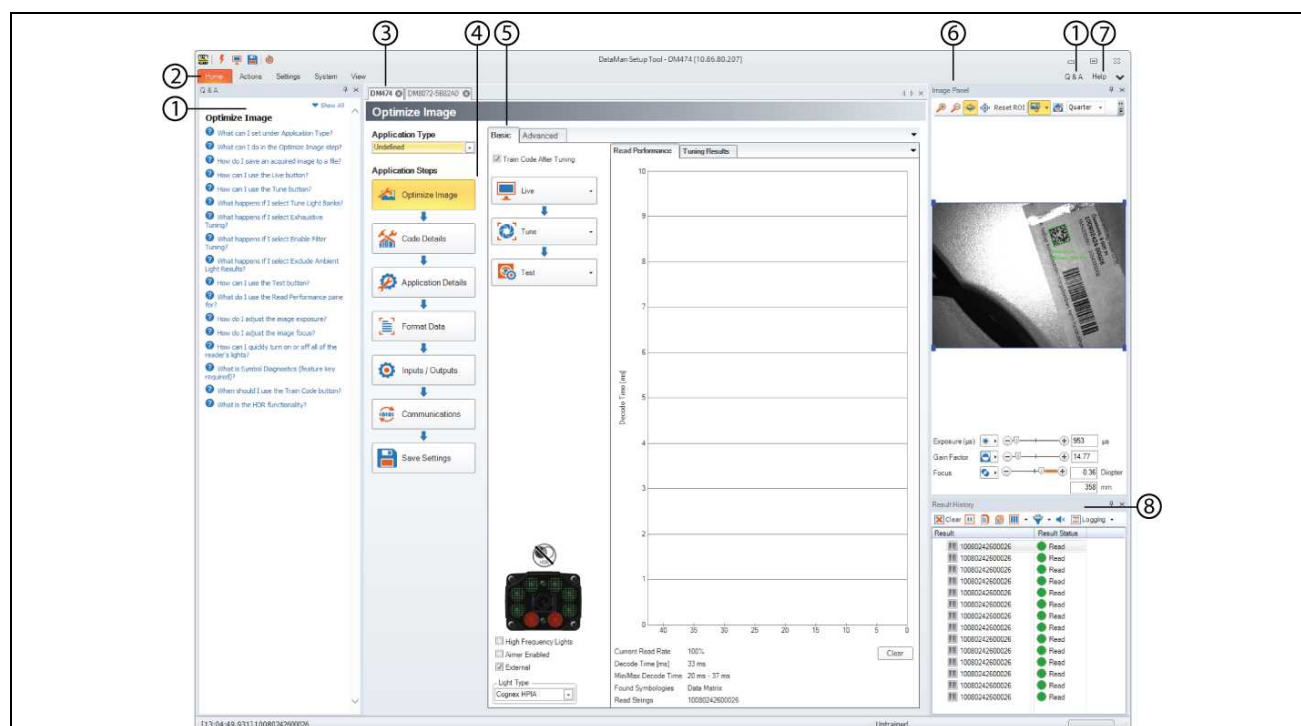 ③
④
⑤
⑥
①
⑦
DataMan Setup Tool - DM474 [10.86.80.207]
②
Home
Actions
Settings
System
View
Q & A
Help
Q & A
①
Show All
Optimize Image
What can I set under Application Type?
What can I do in the Optimize Image step?
How do I save an acquired image to a file?
How can I use the Live button?
How can I use the Tune button?
What happens if I select Tune Light Banks?
What happens if I select Exhaustive
Tuning?
What happens if I select Enable Filter
Tuning?
What happens if I select Exclude Ambient
Light Results?
How can I use the Test button?
What do I use the Read Performance pane
for?
How do I adjust the image exposure?
How do I adjust the image focus?
How can I quickly turn on or off all of the
reader's lights?
What is Symbol Diagnostics (feature key
required)?
When should I use the Train Code button?
What is the HDR functionality?
DM474
DM8072-5B82A0
Optimize Image
Application Type
Undefined
Application Steps
Optimize Image
Code Details
Application Details
Format Data
Inputs / Outputs
Communications
Save Settings
Basic
Advanced
Train Code After Tuning
Live
Tune
Test
HDR
High Frequency Lights
Aimer Enabled
External
Light Type
Cognex HPIA
Read Performance
Tuning Results
Decode Time [ms]
10
9
8
7
6
5
4
3
2
1
0
40
35
30
25
20
15
10
5
0
Current Read Rate 100%
Decode Time [ms] 33 ms
Min/Max Decode Time 20 ms - 37 ms
Found Symbologies Data Matrix
Read Strings 10080242600026
Clear
Image Panel
Reset ROI
Quarter
Exposure (µs) 953 µs
Gain Factor 14.77
Focus 0.36 Diopter
358 mm
Result History
⑧
Clear
Logging
Result
Result Status
10080242600026 Read
10080242600026 Read
10080242600026 Read
10080242600026 Read
10080242600026 Read
10080242600026 Read
10080242600026 Read
10080242600026 Read
10080242600026 Read
10080242600026 Read
10080242600026 Read
10080242600026 Read
10080242600026 Read
10080242600026 Read
[13:04:49.931] 10080242600026
Untrained